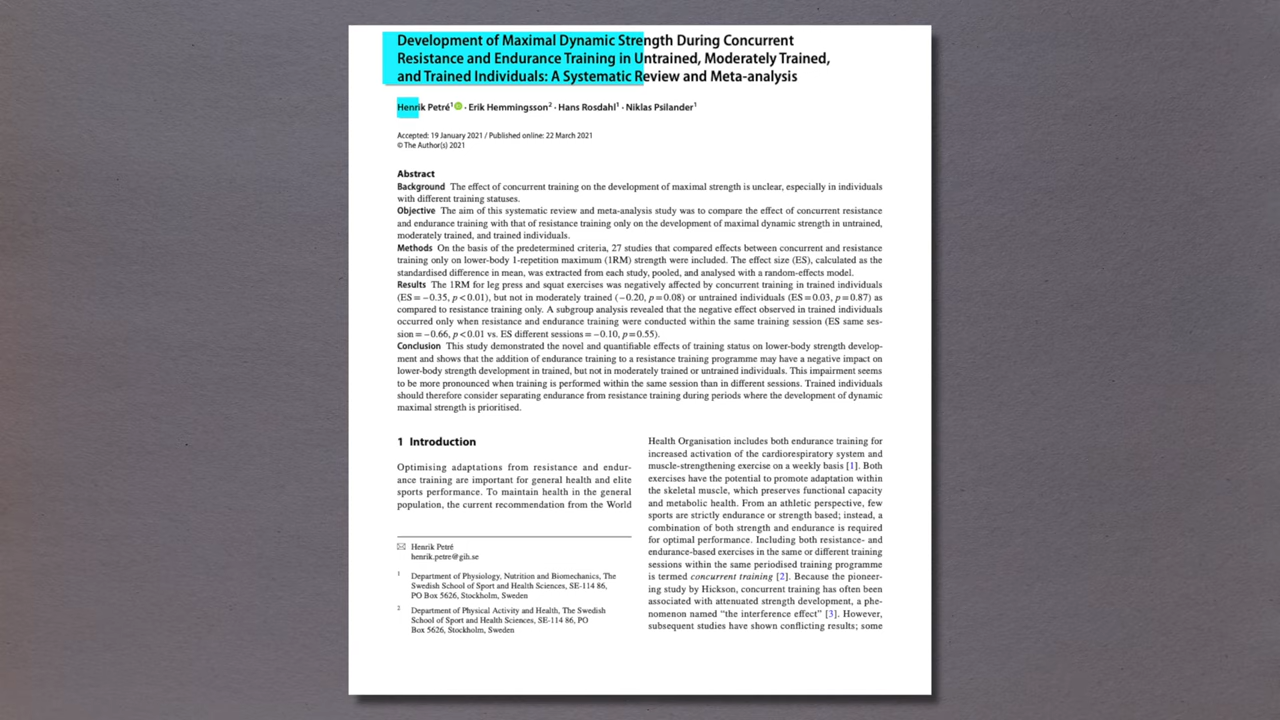 Development of Maximal Dynamic Strength During Concurrent
Resistance and Endurance Training in Untrained, Moderately Trained,
and Trained Individuals: A Systematic Review and Meta-analysis
Henrik Petré¹ · Erik Hemmingsson² · Hans Rosdahl¹ · Niklas Psilander¹
Accepted: 19 January 2021 / Published online: 22 March 2021
© The Author(s) 2021
Abstract
Background The effect of concurrent training on the development of maximal strength is unclear, especially in individuals
with different training statuses.
Objective The aim of this systematic review and meta-analysis study was to compare the effect of concurrent resistance
and endurance training with that of resistance training only on the development of maximal dynamic strength in untrained,
moderately trained, and trained individuals.
Methods On the basis of the predetermined criteria, 27 studies that compared effects between concurrent and resistance
training only on lower-body 1-repetition maximum (1RM) strength were included. The effect size (ES), calculated as the
standardised difference in mean, was extracted from each study, pooled, and analysed with a random-effects model.
Results The 1RM for leg press and squat exercises was negatively affected by concurrent training in trained individuals
(ES = −0.35, p < 0.01), but not in moderately trained (−0.20, p = 0.08) or untrained individuals (ES = 0.03, p = 0.87) as
compared to resistance training only. A subgroup analysis revealed that the negative effect observed in trained individuals
occurred only when resistance and endurance training were conducted within the same training session (ES same ses-
sion = −0.66, p < 0.01 vs. ES different sessions = −0.10, p = 0.55).
Conclusion This study demonstrated the novel and quantifiable effects of training status on lower-body strength develop-
ment and shows that the addition of endurance training to a resistance training programme may have a negative impact on
lower-body strength development in trained, but not in moderately trained or untrained individuals. This impairment seems
to be more pronounced when training is performed within the same session than in different sessions. Trained individuals
should therefore consider separating endurance from resistance training during periods where the development of dynamic
maximal strength is prioritised.
1 Introduction
Optimising adaptations from resistance and endur-
ance training are important for general health and elite
sports performance. To maintain health in the general
population, the current recommendation from the World
Henrik Petré
henrik.petre@gih.se
1 Department of Physiology, Nutrition and Biomechanics, The
Swedish School of Sport and Health Sciences, SE-114 86,
PO Box 5626, Stockholm, Sweden
2 Department of Physical Activity and Health, The Swedish
School of Sport and Health Sciences, SE-114 86, PO
Box 5626, Stockholm, Sweden
Health Organisation includes both endurance training for
increased activation of the cardiorespiratory system and
muscle-strengthening exercise on a weekly basis [1]. Both
exercises have the potential to promote adaptation within
the skeletal muscle, which preserves functional capacity
and metabolic health. From an athletic perspective, few
sports are strictly endurance or strength based; instead, a
combination of both strength and endurance is required
for optimal performance. Including both resistance- and
endurance-based exercises in the same or different training
sessions within the same periodised training programme
is termed concurrent training [2]. Because the pioneer-
ing study by Hickson, concurrent training has often been
associated with attenuated strength development, a phe-
nomenon named “the interference effect” [3]. However,
subsequent studies have shown conflicting results; some